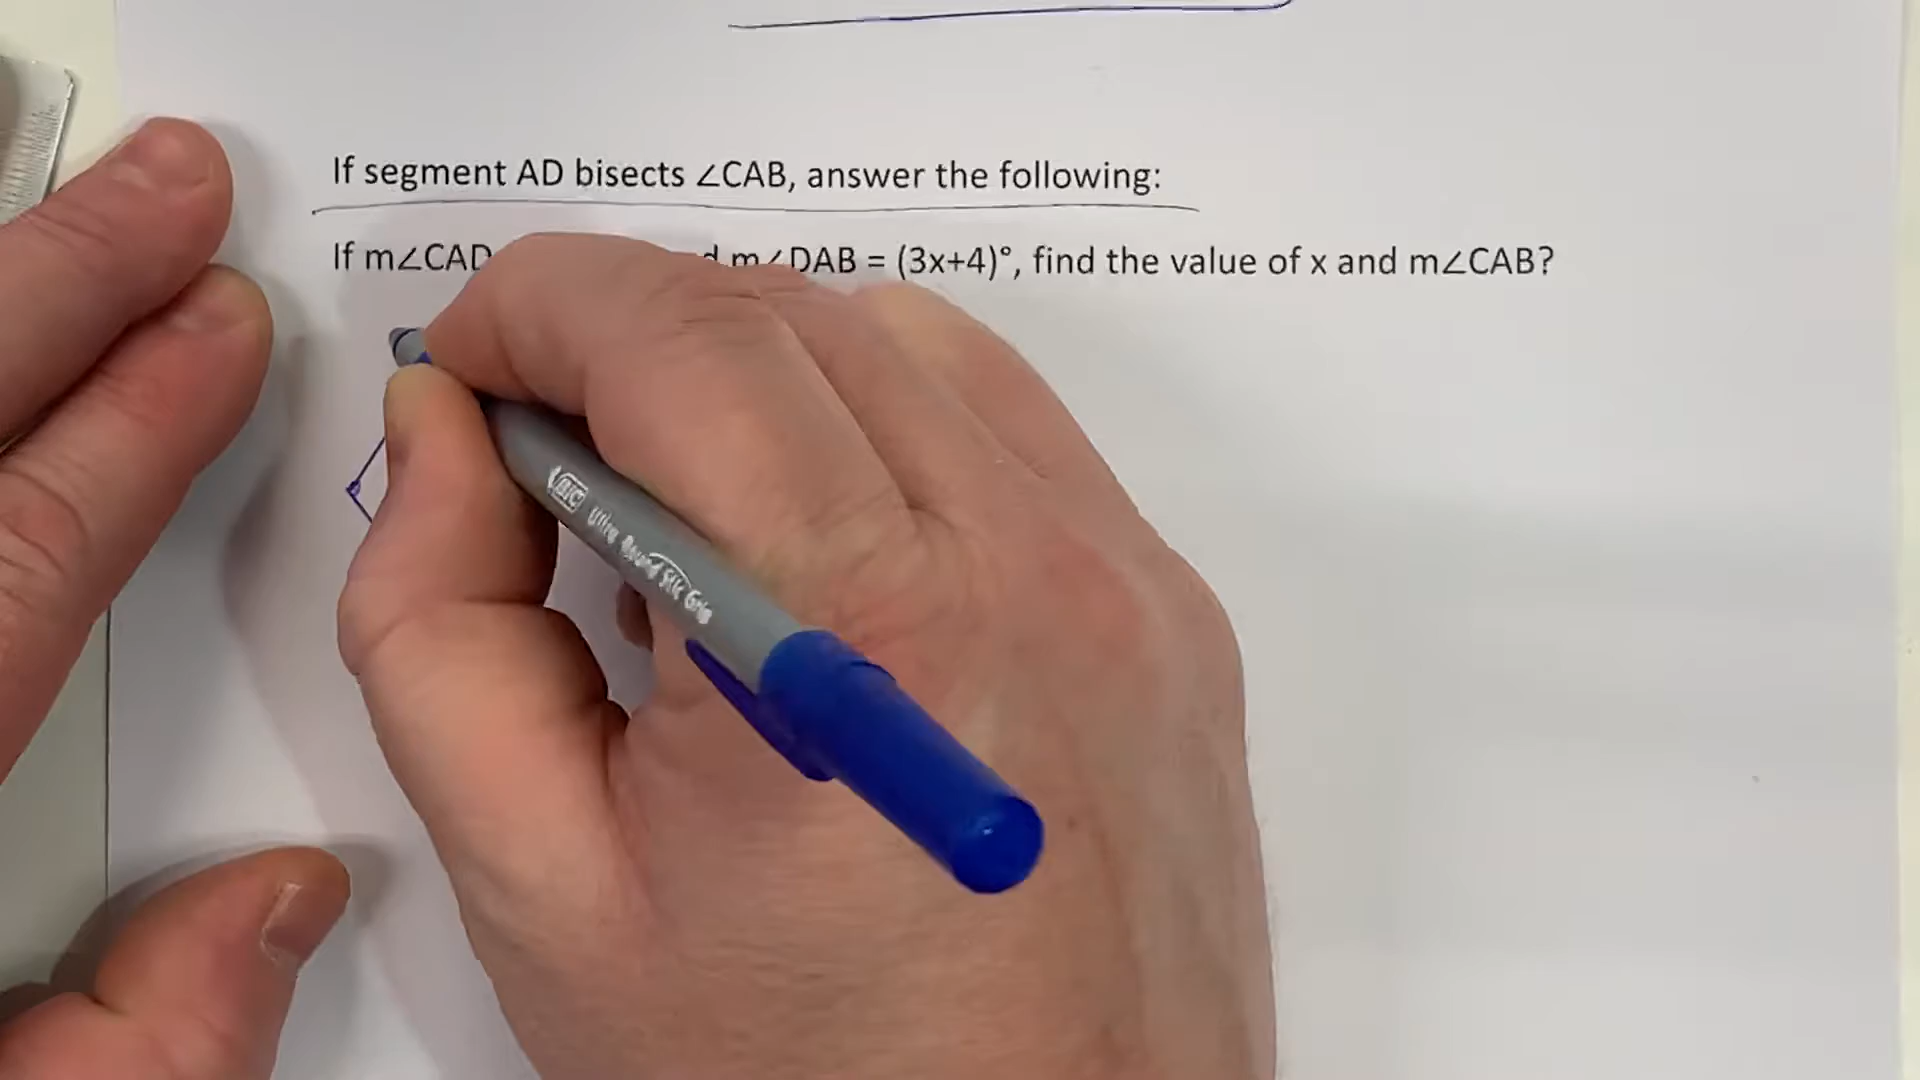 If segment AD bisects ∠CAB, answer the following:
If m∠CAD m∠DAB = (3x+4)°, find the value of x and m∠CAB?
BIC Ultra Round Stic Grip